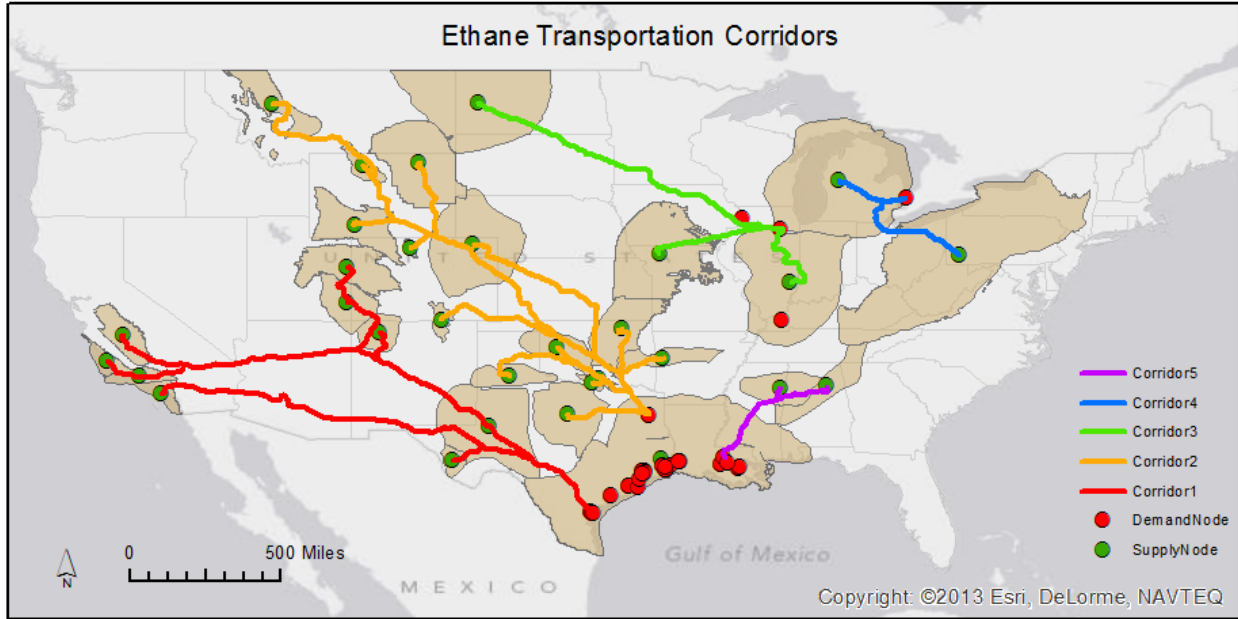 Ethane Transportation Corridors
UNITED STATES
Corridor5
Corridor4
Corridor3
Corridor2
Corridor1
DemandNode
SupplyNode
0 500 Miles
N
Gulf of Mexico
MEXICO
Copyright: ©2013 Esri, DeLorme, NAVTEQ